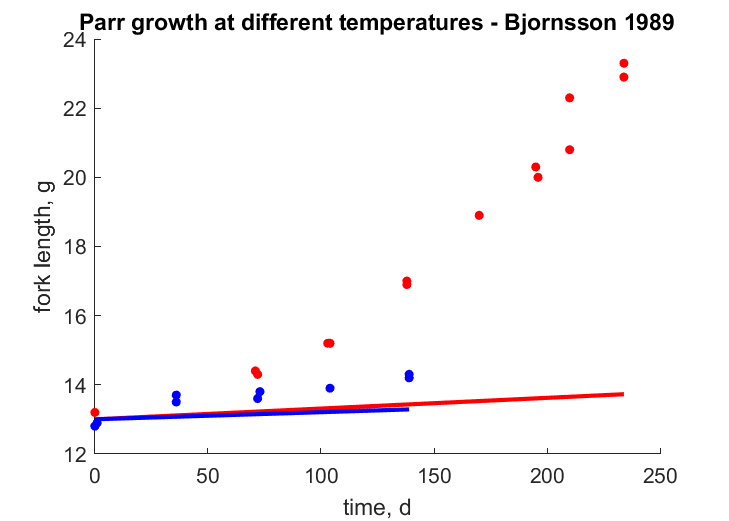 Parr growth at different temperatures - Bjornsson 1989
24
22
20
18
16
14
12
fork length, g
0 50 100 150 200 250
time, d